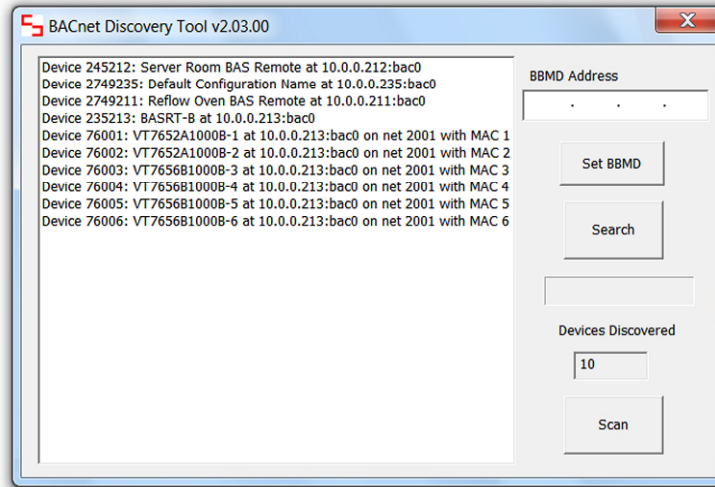 BACnet Discovery Tool v2.03.00
X
Device 245212: Server Room BAS Remote at 10.0.0.212:bac0
Device 2749235: Default Configuration Name at 10.0.0.235:bac0
Device 2749211: Reflow Oven BAS Remote at 10.0.0.211:bac0
Device 235213: BASRT-B at 10.0.0.213:bac0
Device 76001: VT7652A1000B-1 at 10.0.0.213:bac0 on net 2001 with MAC 1
Device 76002: VT7652A1000B-2 at 10.0.0.213:bac0 on net 2001 with MAC 2
Device 76003: VT7656B1000B-3 at 10.0.0.213:bac0 on net 2001 with MAC 3
Device 76004: VT7656B1000B-4 at 10.0.0.213:bac0 on net 2001 with MAC 4
Device 76005: VT7656B1000B-5 at 10.0.0.213:bac0 on net 2001 with MAC 5
Device 76006: VT7656B1000B-6 at 10.0.0.213:bac0 on net 2001 with MAC 6
BBMD Address
. . .
Set BBMD
Search
Devices Discovered
10
Scan